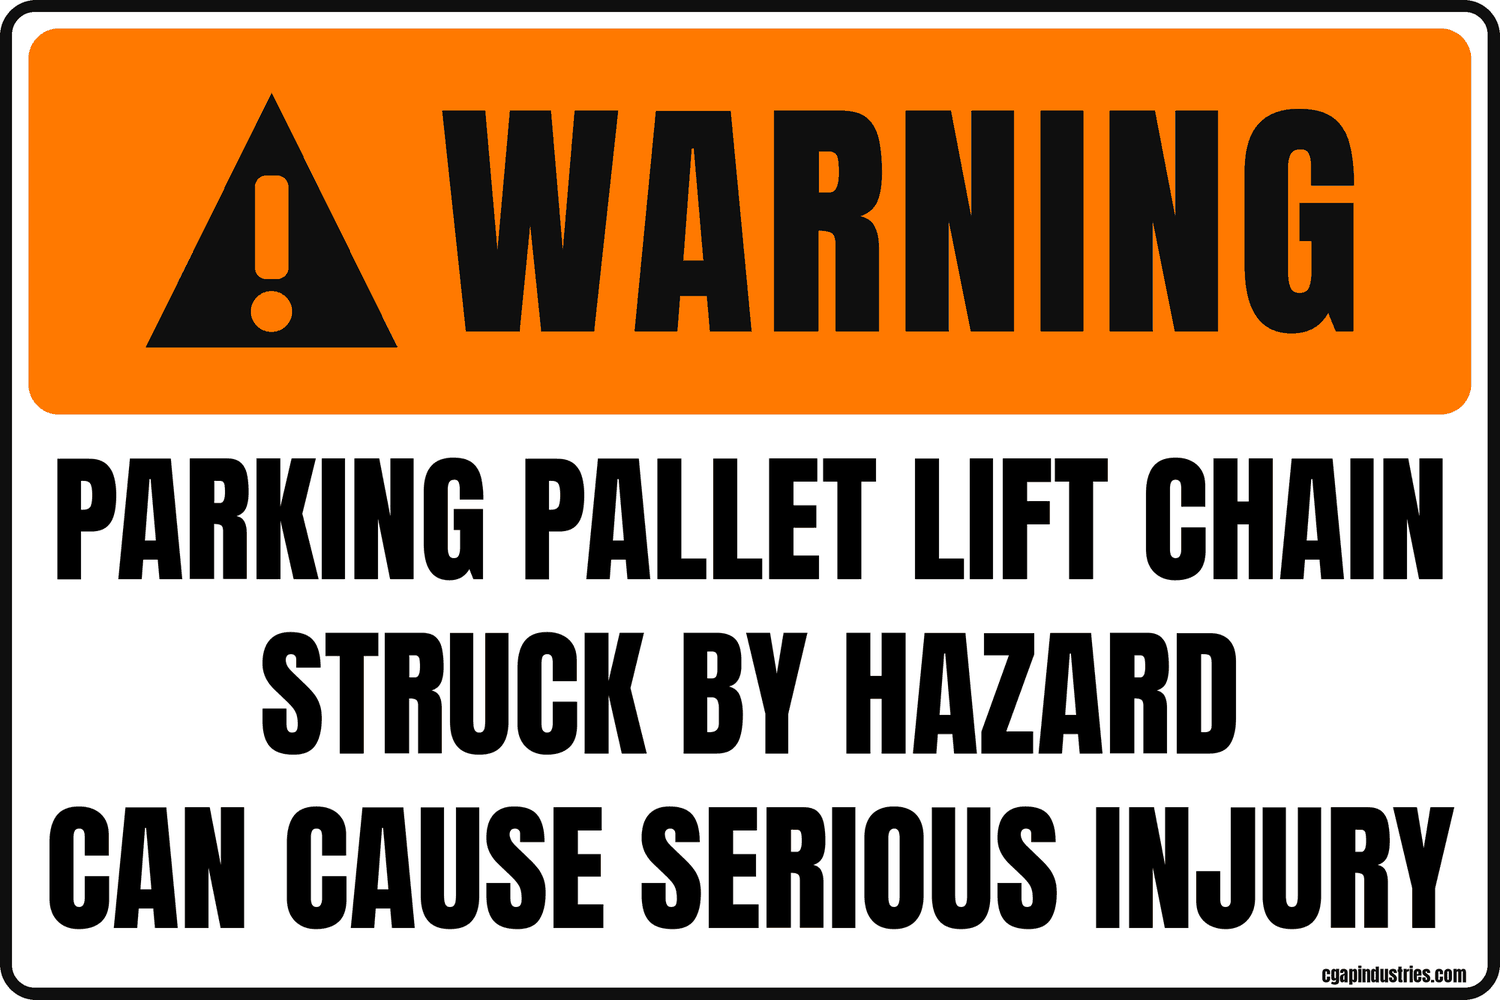 WARNING
PARKING PALLET LIFT CHAIN
STRUCK BY HAZARD
CAN CAUSE SERIOUS INJURY
cgapindustries.com